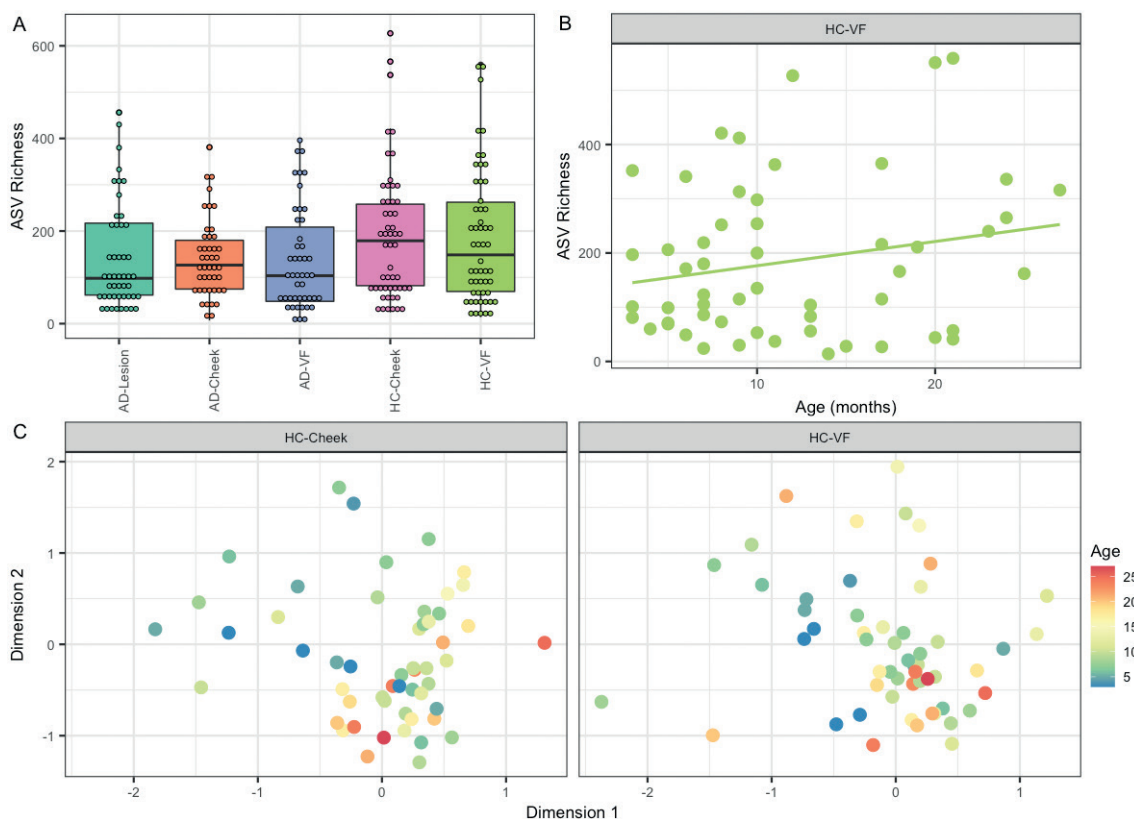 A
ASV Richness
600
400
200
0
AD-Lesion
AD-Cheek
AD-VF
HC-Cheek
HC-VF
B
HC-VF
ASV Richness
400
200
0
10
20
Age (months)
C
HC-Cheek
HC-VF
Dimension 2
2
1
0
-1
-2
-1
0
1
-2
-1
0
1
Dimension 1
Age
25
20
15
10
5